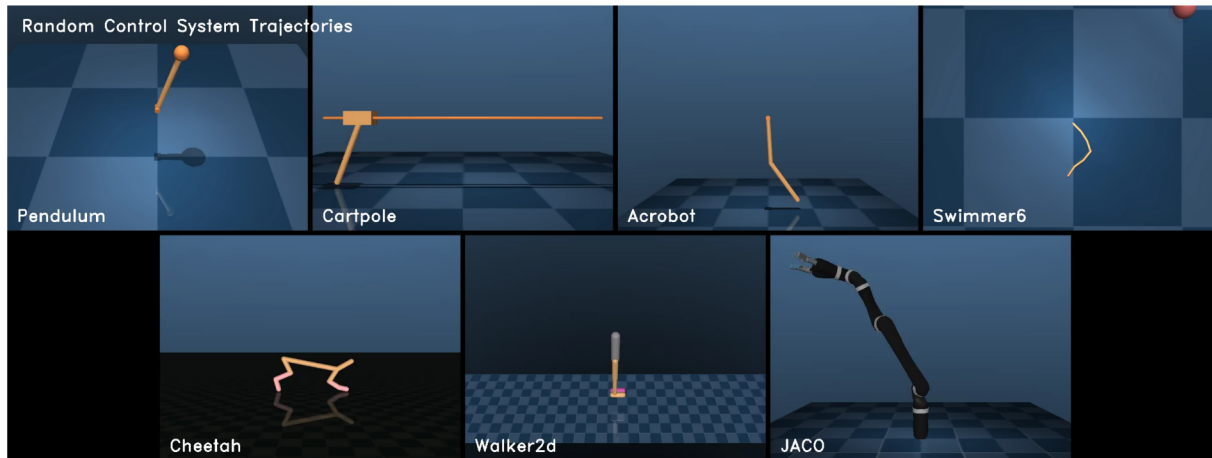 Random Control System Trajectories
Pendulum
Cartpole
Acrobot
Swimmer6
Cheetah
Walker2d
JACO